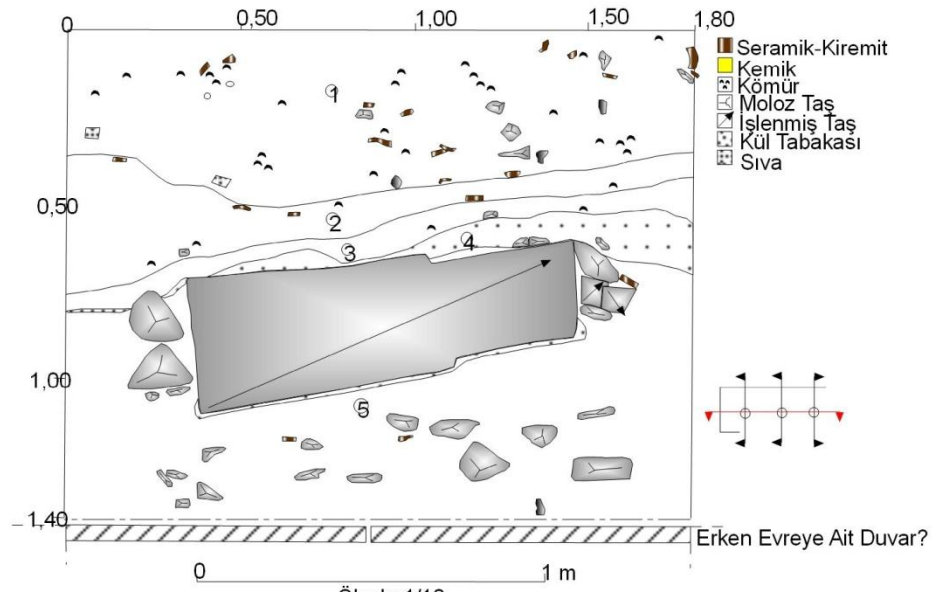 0 0,50 1,00 1,50 1,80
Seramik-Kiremit
Kemik
Kömür
Moloz Taş
İşlenmiş Taş
Kül Tabakası
Sıva
1
0,50
2
3
4
1,00
5
1,40
Erken Evreye Ait Duvar?
0 1 m